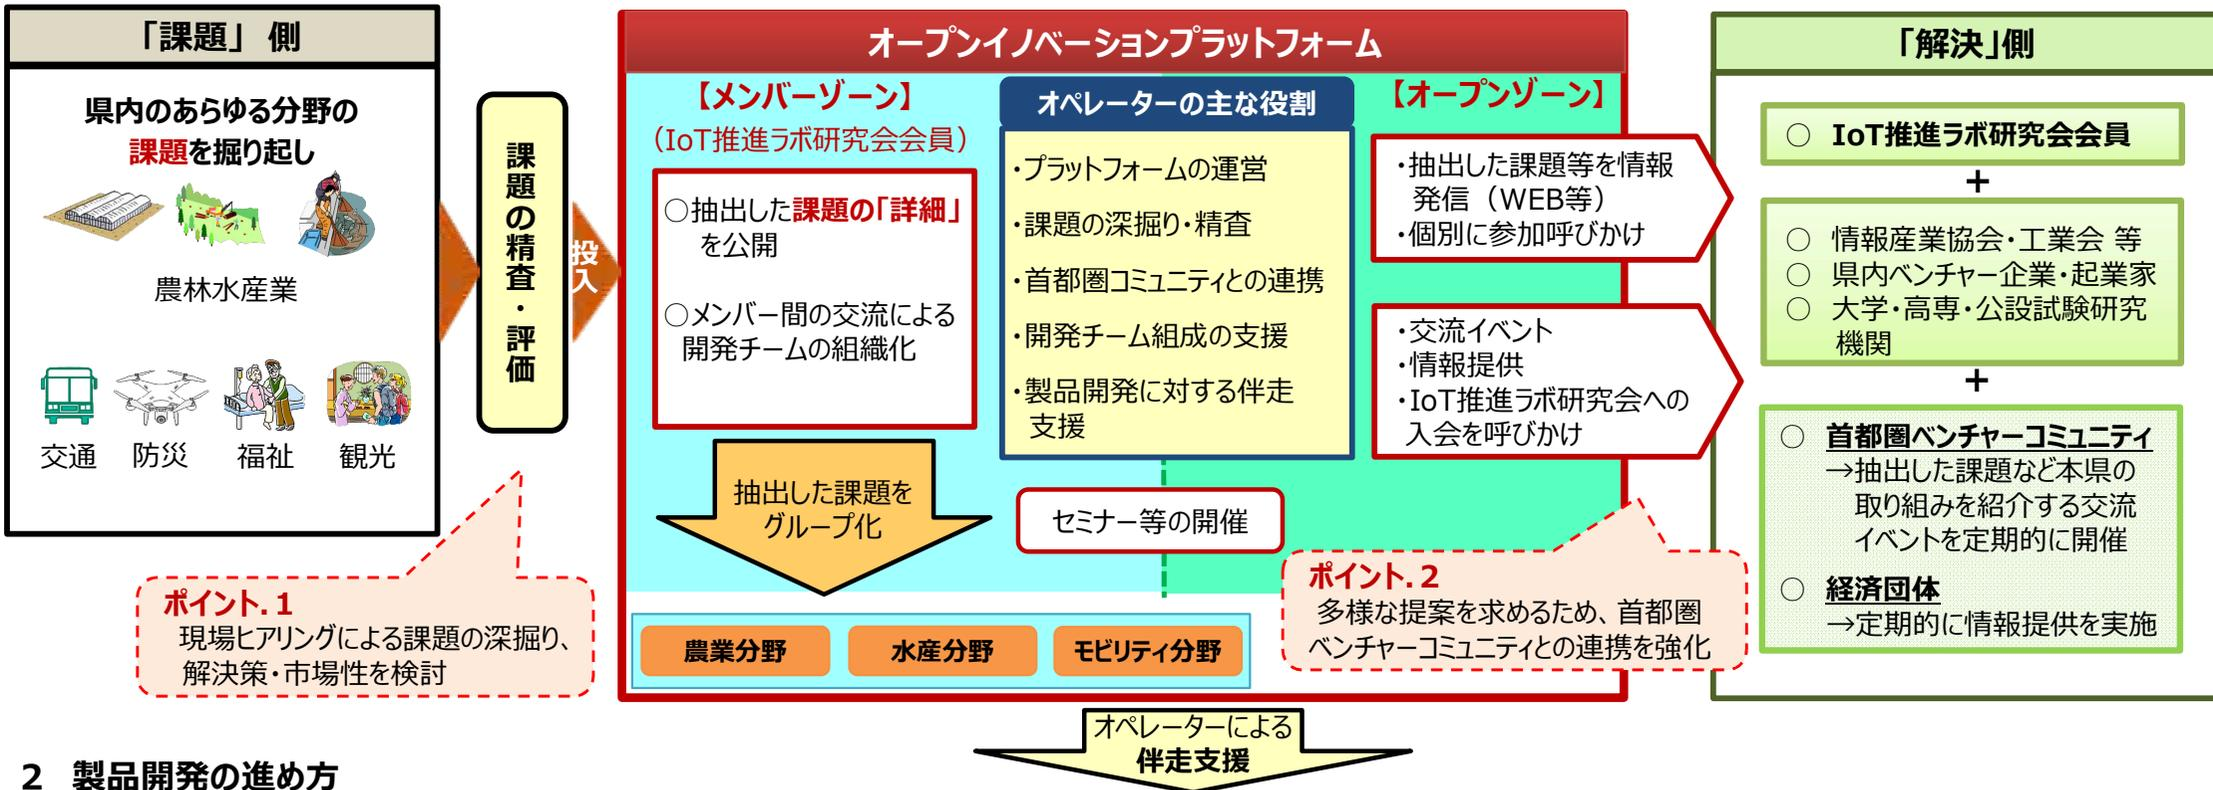 「課題」 側
県内のあらゆる分野の
課題を掘り起し
農林水産業
交通
防災
福祉
観光
課題の精査・評価
投入
ポイント.1
現場ヒアリングによる課題の深掘り、
解決策・市場性を検討
オープンイノベーションプラットフォーム
【メンバーゾーン】
(IoT推進ラボ研究会会員)
○抽出した課題の「詳細」
を公開
○メンバー間の交流による
開発チームの組織化
抽出した課題を
グループ化
オペレーターの主な役割
・プラットフォームの運営
・課題の深掘り・精査
・首都圏コミュニティとの連携
・開発チーム組成の支援
・製品開発に対する伴走
支援
セミナー等の開催
【オープンゾーン】
・抽出した課題等を情報
発信(WEB等)
・個別に参加呼びかけ
・交流イベント
・情報提供
・IoT推進ラボ研究会への
入会を呼びかけ
ポイント.2
多様な提案を求めるため、首都圏
ベンチャーコミュニティとの連携を強化
農業分野
水産分野
モビリティ分野
「解決」側
○ IoT推進ラボ研究会会員
+
○ 情報産業協会・工業会 等
○ 県内ベンチャー企業・起業家
○ 大学・高専・公設試験研究
機関
+
○ 首都圏ベンチャーコミュニティ
→抽出した課題など本県の
取り組みを紹介する交流
イベントを定期的に開催
○ 経済団体
→定期的に情報提供を実施
オペレーターによる
伴走支援
2 製品開発の進め方